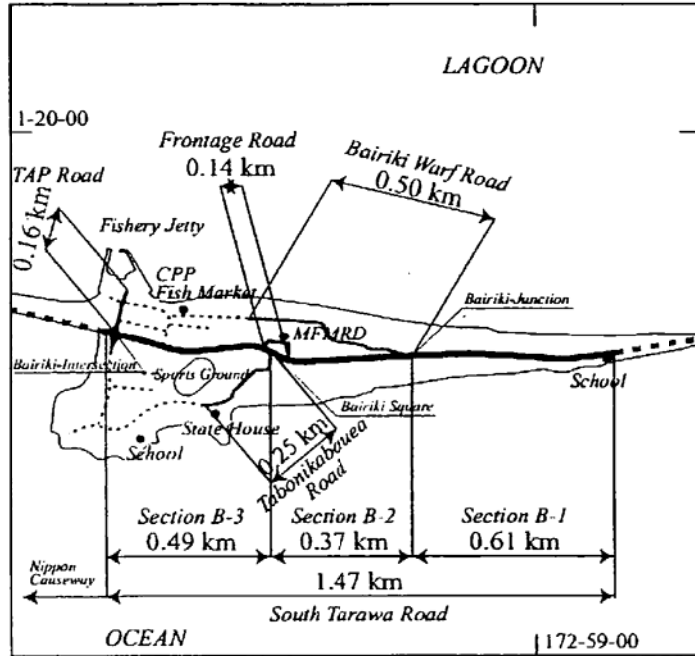 LAGOON
1-20-00
Frontage Road
0.14 km
Bairiki Warf Road
0.50 km
TAP Road
0.16 km
Fishery Jetty
CPP
Fish Market
Bairiki-Junction
MFMRD
Bairiki-Intersection
Sports Ground
School
Bairiki Square
State House
School
0.25 km
Tabonikabauea
Road
Section B-3
0.49 km
Section B-2
0.37 km
Section B-1
0.61 km
Nippon
Causeway
1.47 km
South Tarawa Road
OCEAN
172-59-00